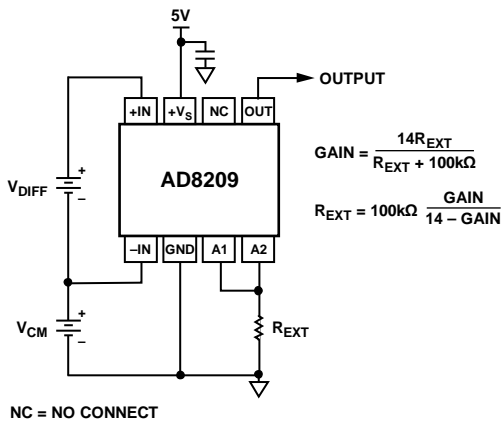 5V
OUTPUT
+IN +VS NC OUT
GAIN = 14REXT / REXT + 100kΩ
AD8209
VDIFF
+
–
REXT = 100kΩ GAIN / 14 – GAIN
–IN GND A1 A2
VCM
+
–
REXT
NC = NO CONNECT